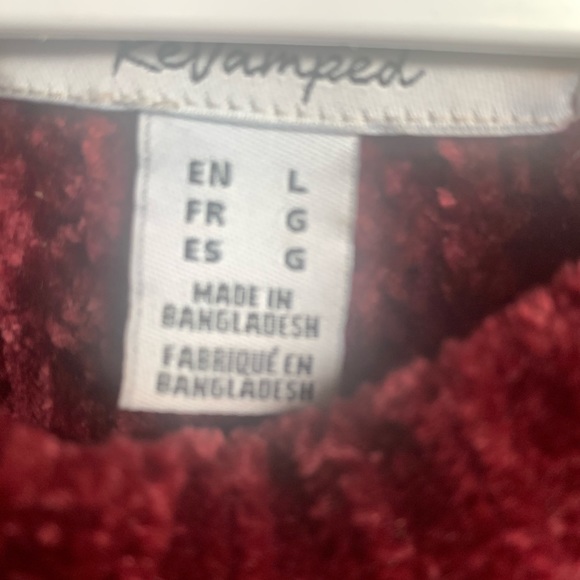 Revamped
EN L
FR G
ES G
MADE IN
BANGLADESH
FABRIQUÉ EN
BANGLADESH